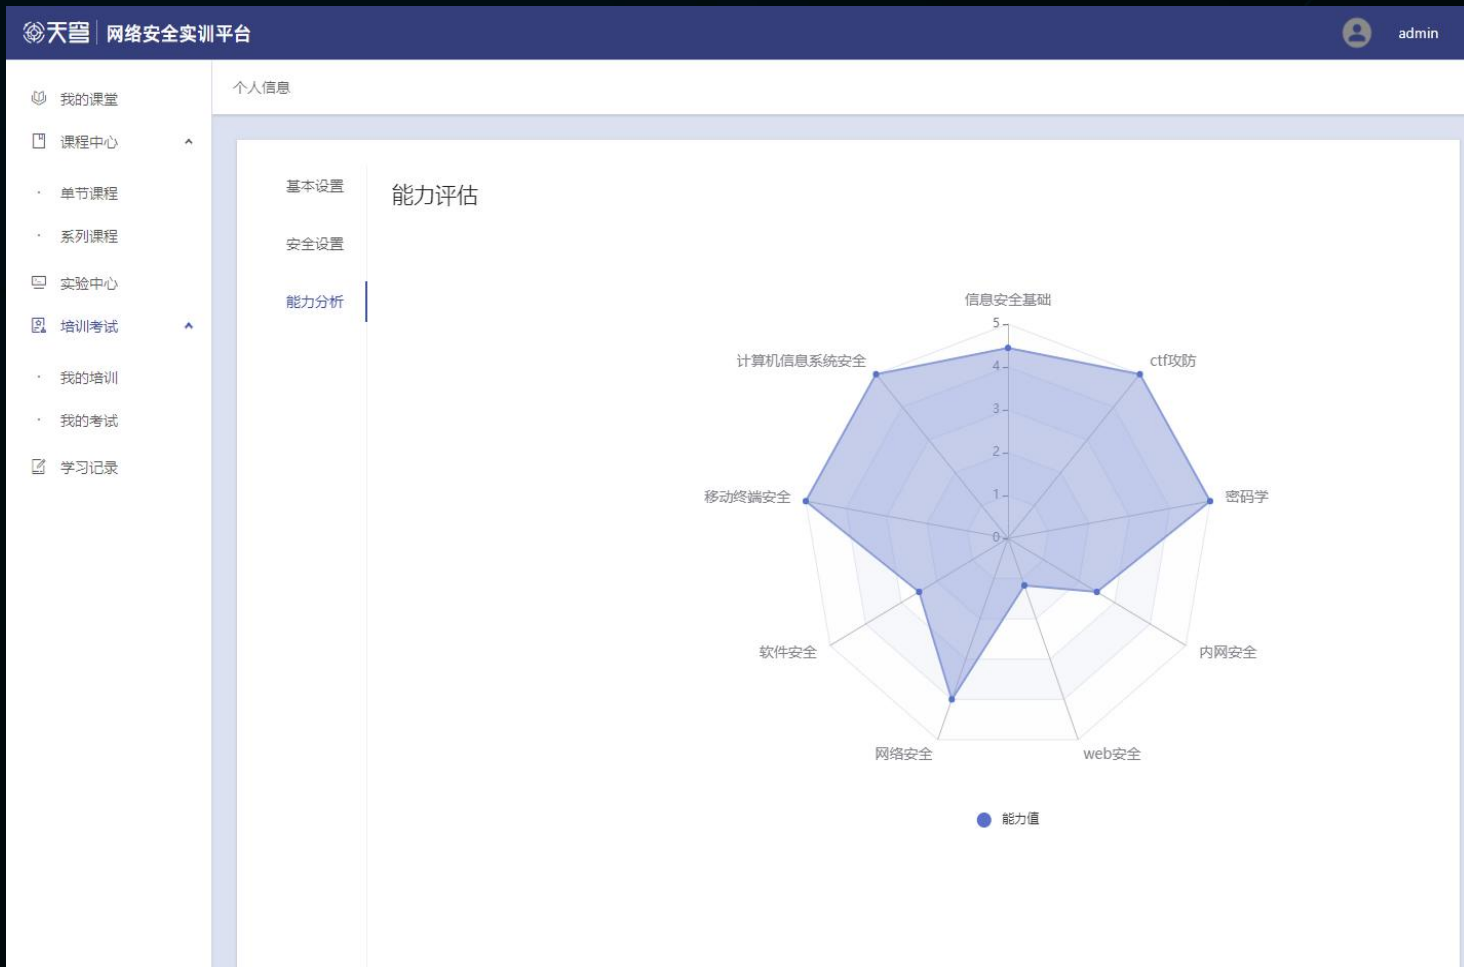 天穹 网络安全实训平台
admin
我的课堂
课程中心
单节课程
系列课程
实验中心
培训考试
我的培训
我的考试
学习记录
个人信息
基本设置
安全设置
能力分析
能力评估
信息安全基础
计算机信息系统安全
ctf攻防
移动终端安全
密码学
软件安全
内网安全
网络安全
web安全
5
4
3
2
1
0
能力值